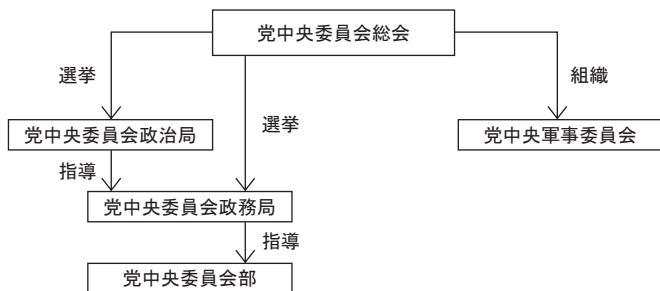 党中央委員会総会
選挙
組織
選挙
党中央委員会政治局
党中央軍事委員会
指導
党中央委員会政務局
指導
党中央委員会部